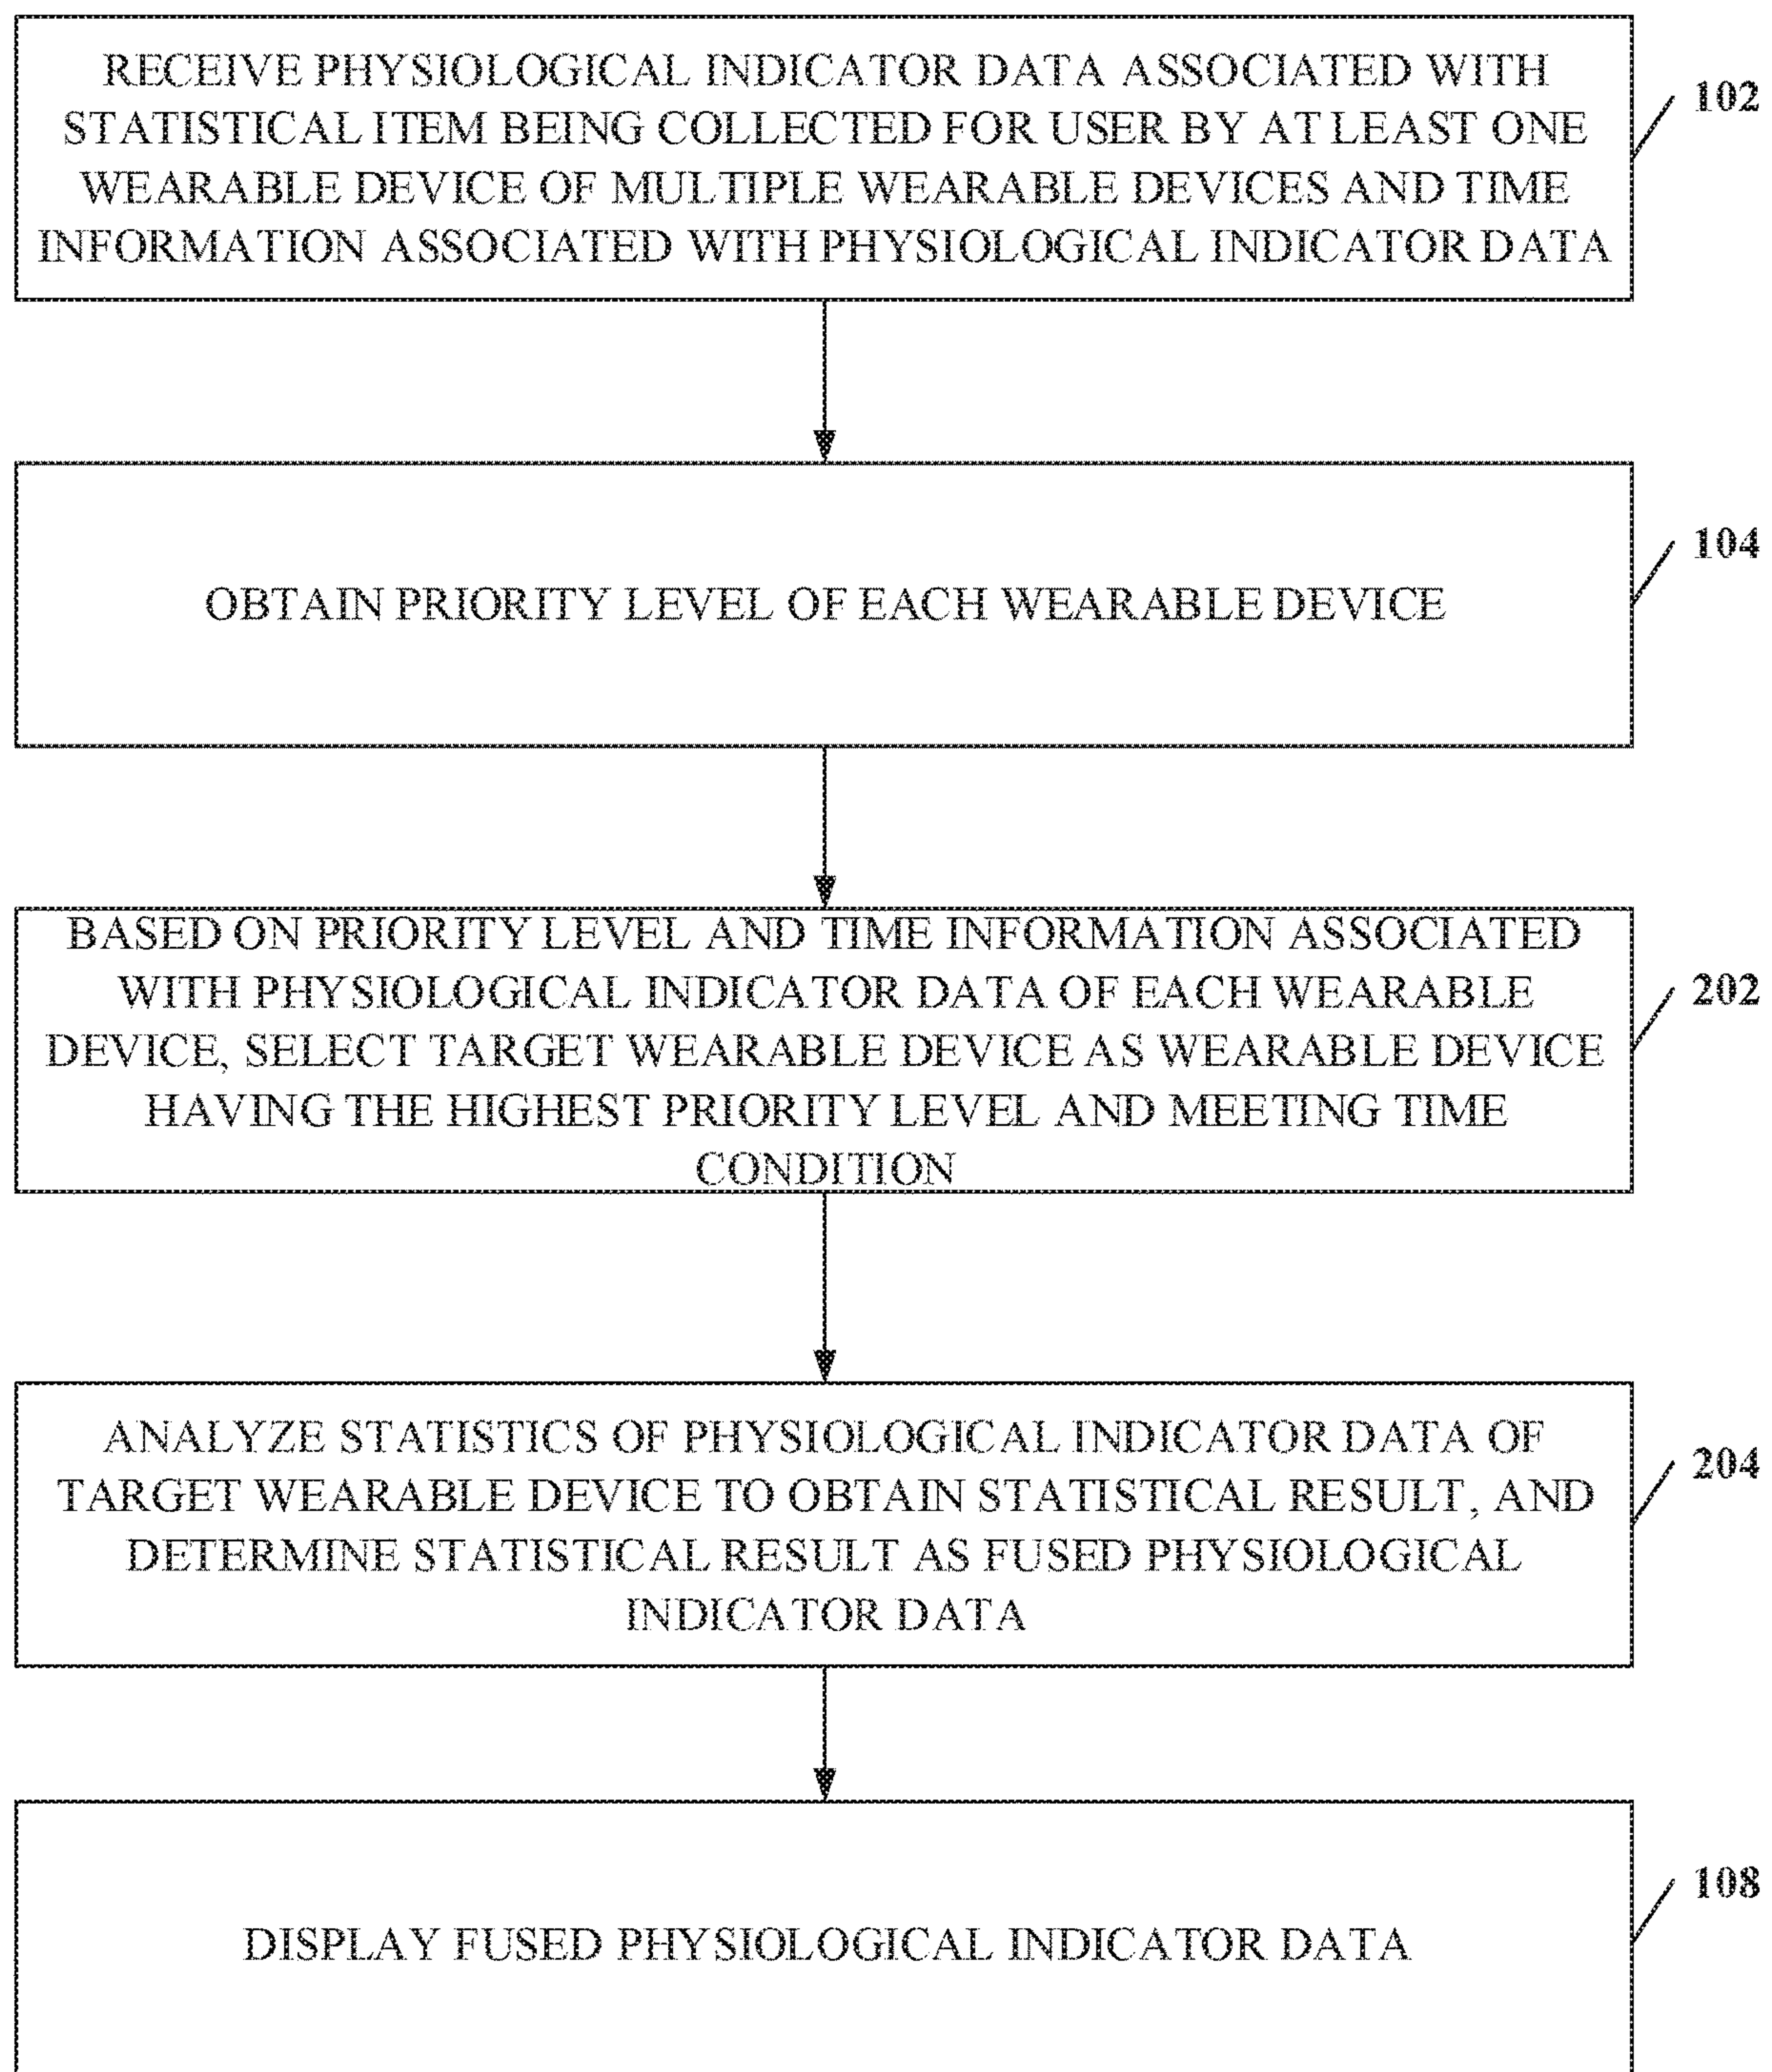 RECEIVE PHYSIOLOGICAL INDICATOR DATA ASSOCIATED WITH
STATISTICAL ITEM BEING COLLECTED FOR USER BY AT LEAST ONE
WEARABLE DEVICE OF MULTIPLE WEARABLE DEVICES AND TIME
INFORMATION ASSOCIATED WITH PHYSIOLOGICAL INDICATOR DATA
102
OBTAIN PRIORITY LEVEL OF EACH WEARABLE DEVICE
104
BASED ON PRIORITY LEVEL AND TIME INFORMATION ASSOCIATED
WITH PHYSIOLOGICAL INDICATOR DATA OF EACH WEARABLE
DEVICE, SELECT TARGET WEARABLE DEVICE AS WEARABLE DEVICE
HAVING THE HIGHEST PRIORITY LEVEL AND MEETING TIME
CONDITION
202
ANALYZE STATISTICS OF PHYSIOLOGICAL INDICATOR DATA OF
TARGET WEARABLE DEVICE TO OBTAIN STATISTICAL RESULT, AND
DETERMINE STATISTICAL RESULT AS FUSED PHYSIOLOGICAL
INDICATOR DATA
204
DISPLAY FUSED PHYSIOLOGICAL INDICATOR DATA
108